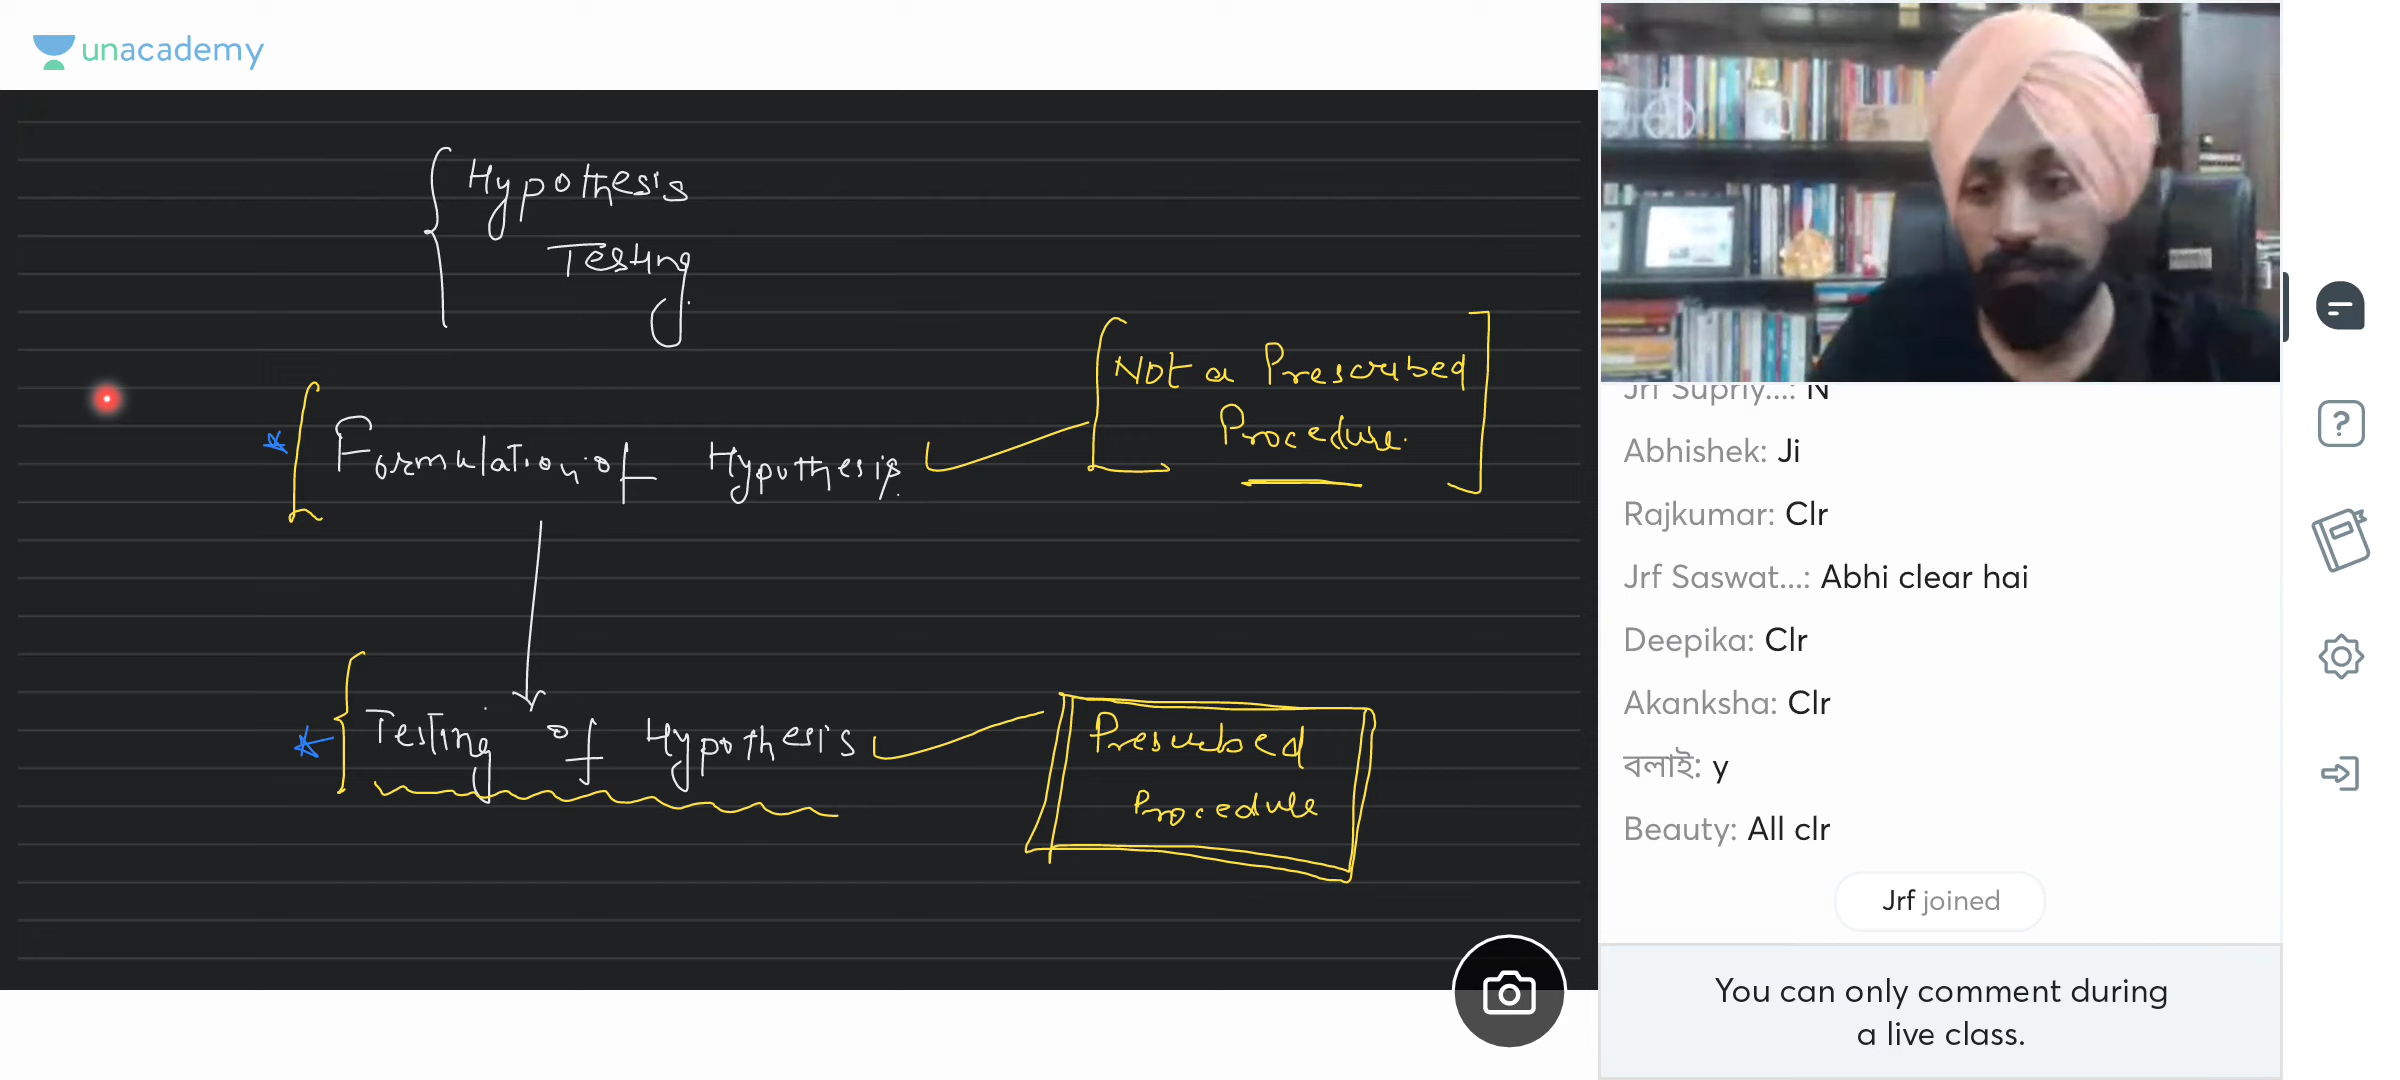 unacademy
Hypothesis
Testing
Not a Prescribed
Procedure.
Formulation of Hypothesis.
Testing of Hypothesis
Prescribed
Procedure
Abhishek: Ji
Rajkumar: Clr
Jrf Saswat...: Abhi clear hai
Deepika: Clr
Akanksha: Clr
বলাই: y
Beauty: All clr
Jrf joined
You can only comment during
a live class.